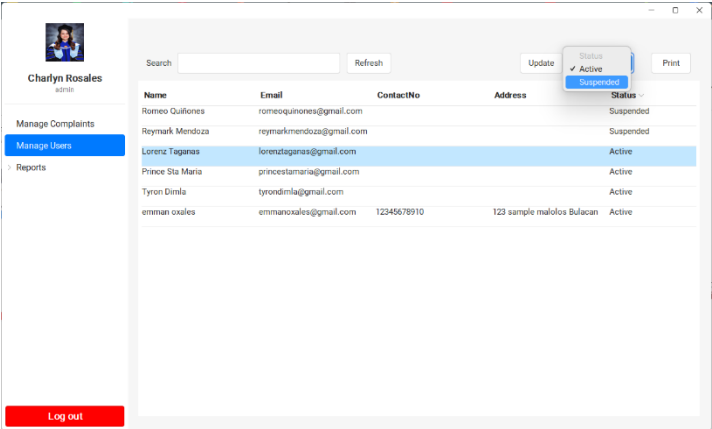 Charlyn Rosales
admin
Manage Complaints
Manage Users
Reports
Log out
Search
Refresh
Update
Status
✓ Active
Suspended
Print
Name Email ContactNo Address Status
Romeo Quiñones romeoquinones@gmail.com Suspended
Reymark Mendoza reymarkmendoza@gmail.com Suspended
Lorenz Taganas lorenztaganas@gmail.com Active
Prince Sta Maria princestamaria@gmail.com Active
Tyron Dimla tyrondimla@gmail.com Active
emman oxales emmanoxales@gmail.com 12345678910 123 sample malolos Bulacan Active